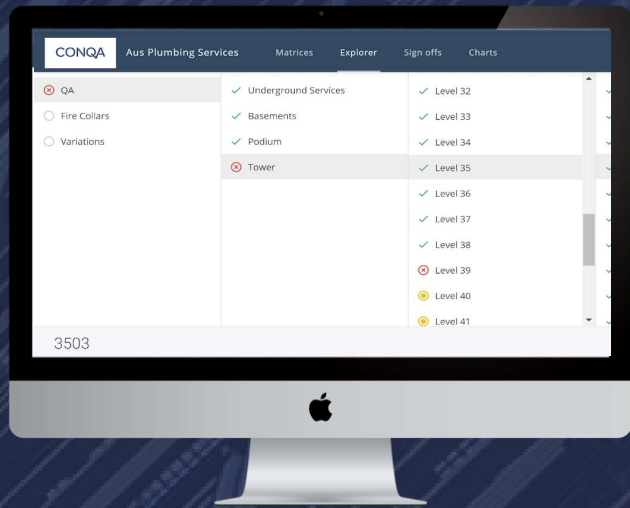 CONQA Aus Plumbing Services Matrices Explorer Sign offs Charts
QA
Fire Collars
Variations
Underground Services
Basements
Podium
Tower
Level 32
Level 33
Level 34
Level 35
Level 36
Level 37
Level 38
Level 39
Level 40
Level 41
3503